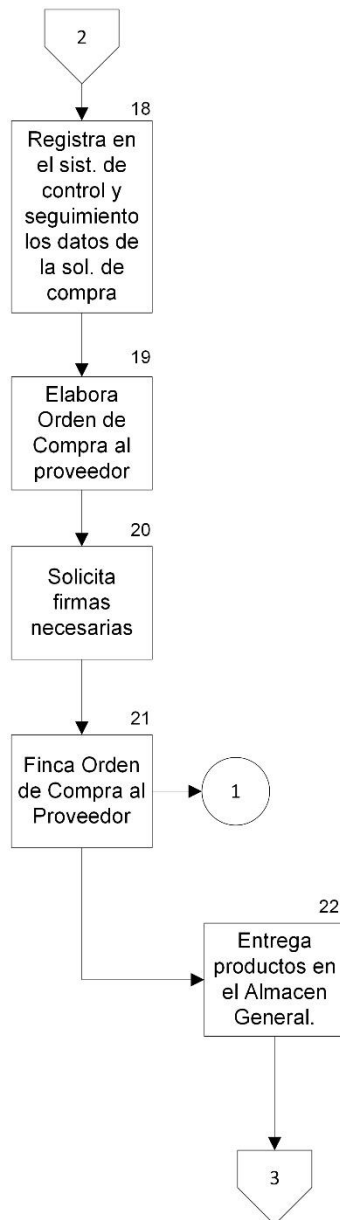 2
18
Registra en
el sist. de
control y
seguimiento
los datos de
la sol. de
compra
19
Elabora
Orden de
Compra al
proveedor
20
Solicita
firmas
necesarias
21
Finca Orden
de Compra al
Proveedor
1
22
Entrega
productos en
el Almacen
General.
3